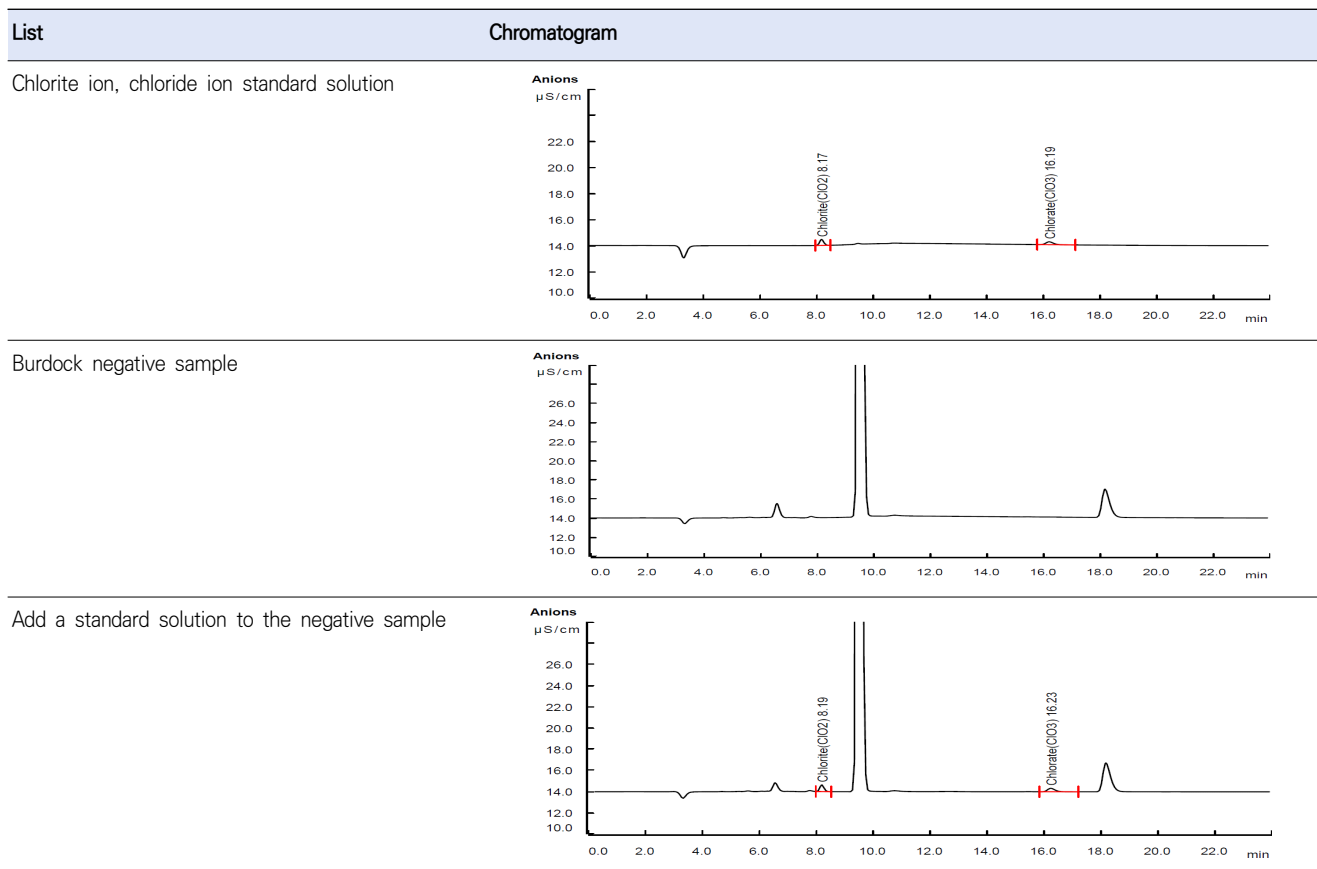 List Chromatogram
Chlorite ion, chloride ion standard solution
Anions
µS/cm
22.0
20.0
18.0
16.0
14.0
12.0
10.0
Chlorite(ClO2) 8.17
Chlorate(ClO3) 16.19
0.0 2.0 4.0 6.0 8.0 10.0 12.0 14.0 16.0 18.0 20.0 22.0 min
Burdock negative sample
Anions
µS/cm
26.0
24.0
22.0
20.0
18.0
16.0
14.0
12.0
10.0
0.0 2.0 4.0 6.0 8.0 10.0 12.0 14.0 16.0 18.0 20.0 22.0 min
Add a standard solution to the negative sample
Anions
µS/cm
26.0
24.0
22.0
20.0
18.0
16.0
14.0
12.0
10.0
Chlorite(ClO2) 8.19
Chlorate(ClO3) 16.23
0.0 2.0 4.0 6.0 8.0 10.0 12.0 14.0 16.0 18.0 20.0 22.0 min